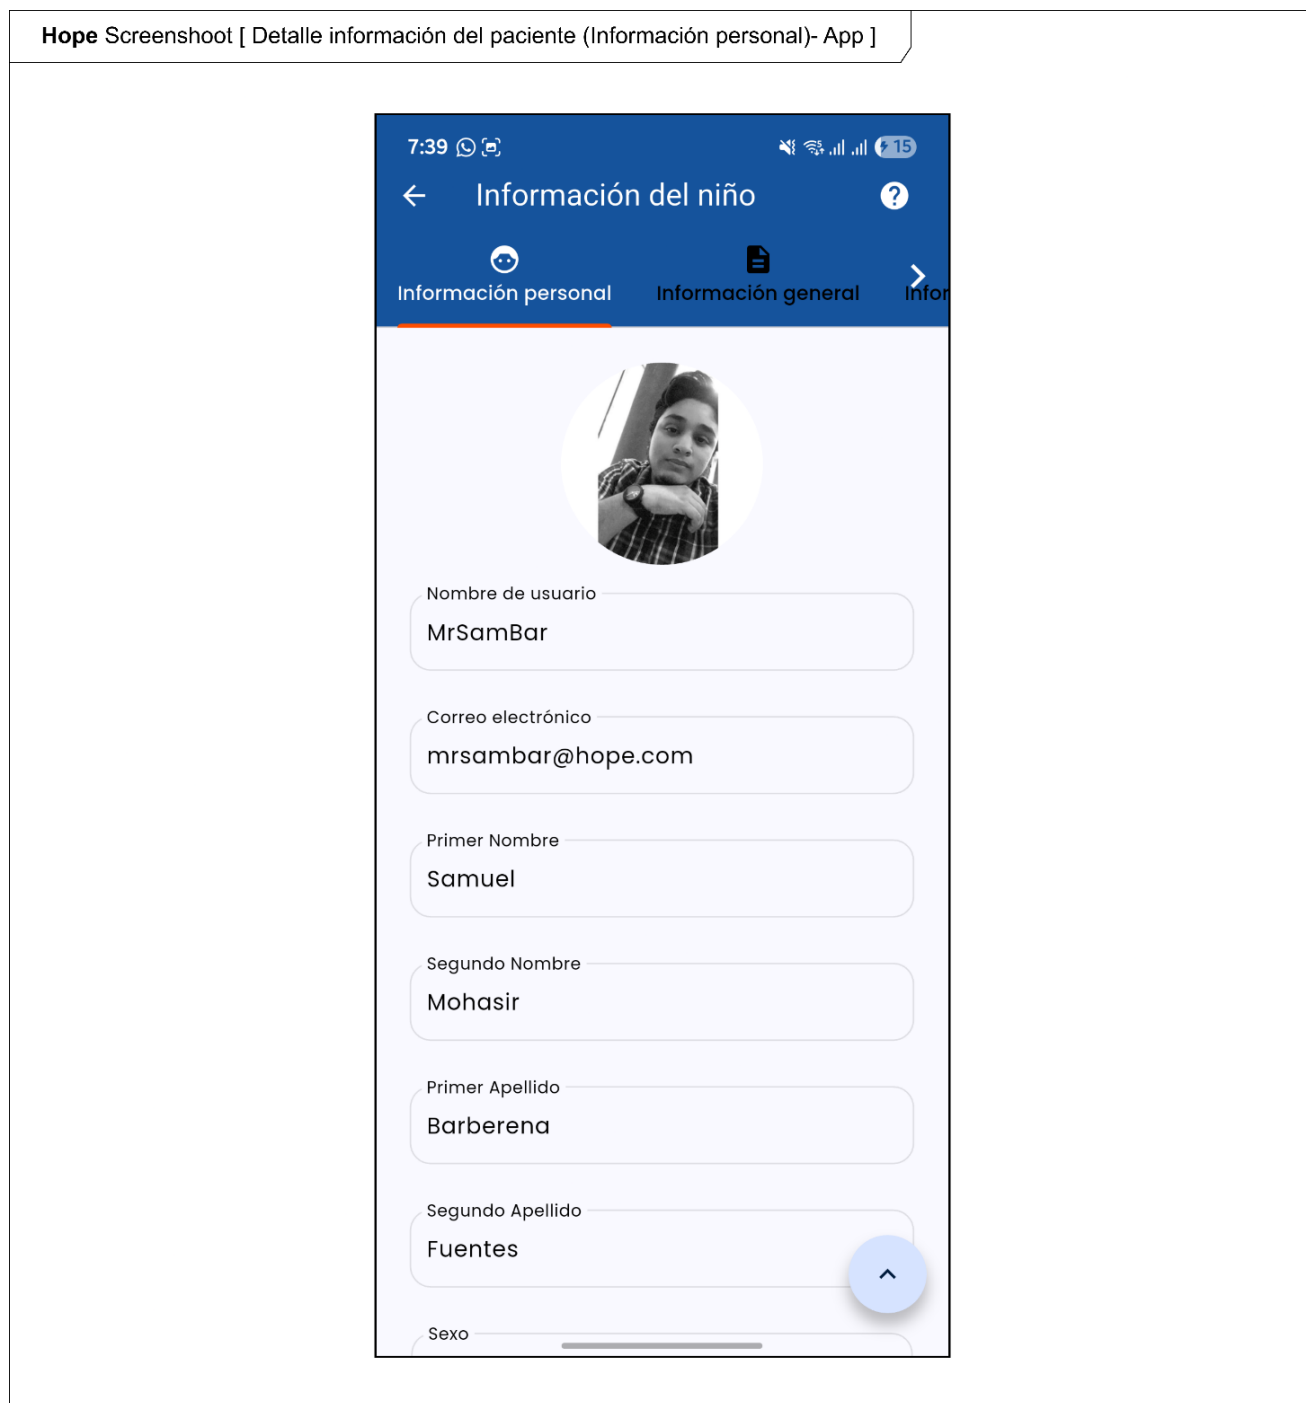 Hope Screenshoot [ Detalle información del paciente (Información personal)- App ]
7:39 15
Información del niño
Información personal Información general Infor
Nombre de usuario
MrSamBar
Correo electrónico
mrsambar@hope.com
Primer Nombre
Samuel
Segundo Nombre
Mohasir
Primer Apellido
Barberena
Segundo Apellido
Fuentes
Sexo